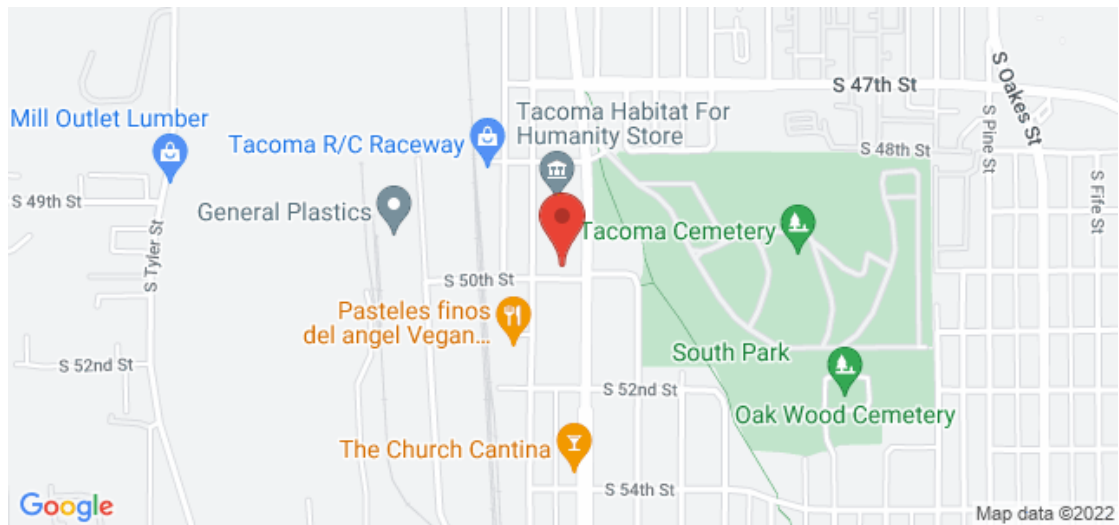 S 47th St
S Oakes St
Tacoma Habitat For
Humanity Store
Mill Outlet Lumber
Tacoma R/C Raceway
S 48th St
S Pine St
S Fife St
S 49th St
General Plastics
S Tyler St
Tacoma Cemetery
S 50th St
Pasteles finos
del angel Vegan...
South Park
S 52nd St
S 52nd St
Oak Wood Cemetery
The Church Cantina
S 54th St
Google
Map data ©2022